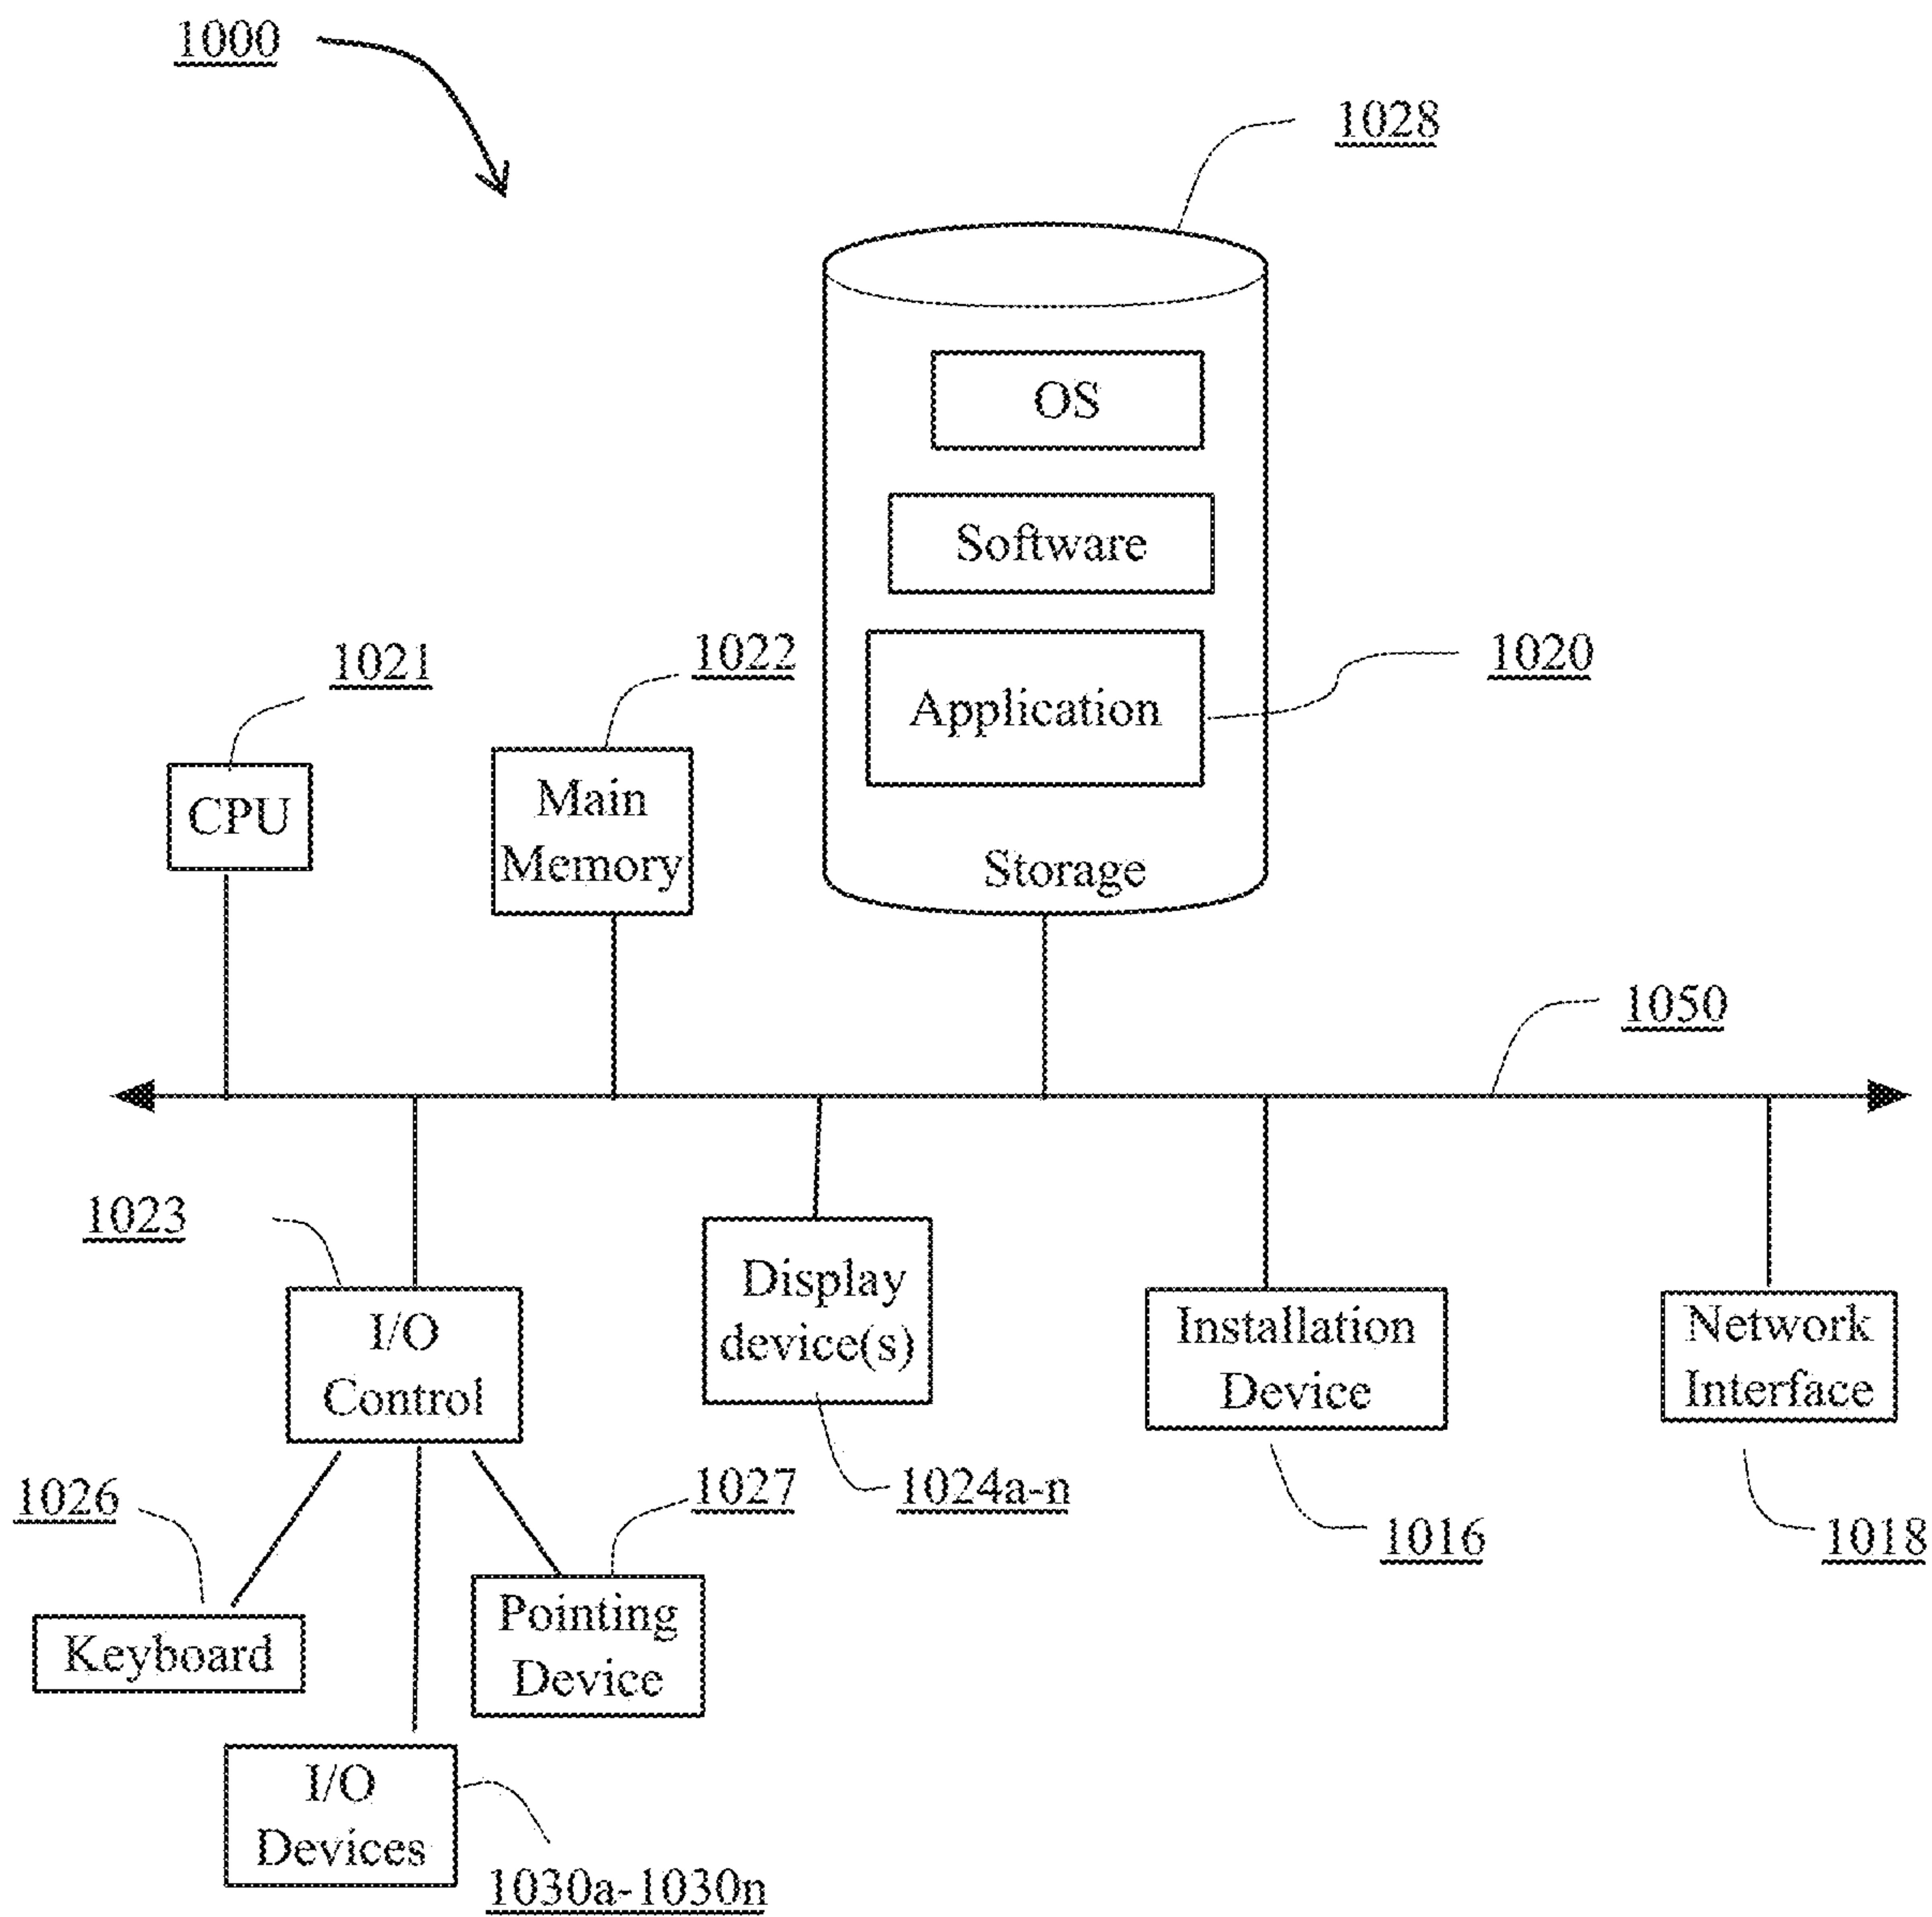 1000
1028
OS
Software
1022
1020
1021
Application
Main
Memory
CPU
Storage
1050
1023
Display
device(s)
I/O
Control
Installation
Device
Network
Interface
1026
1027
1024a-n
1016
1018
Pointing
Device
Keyboard
I/O
Devices
1030a-1030n